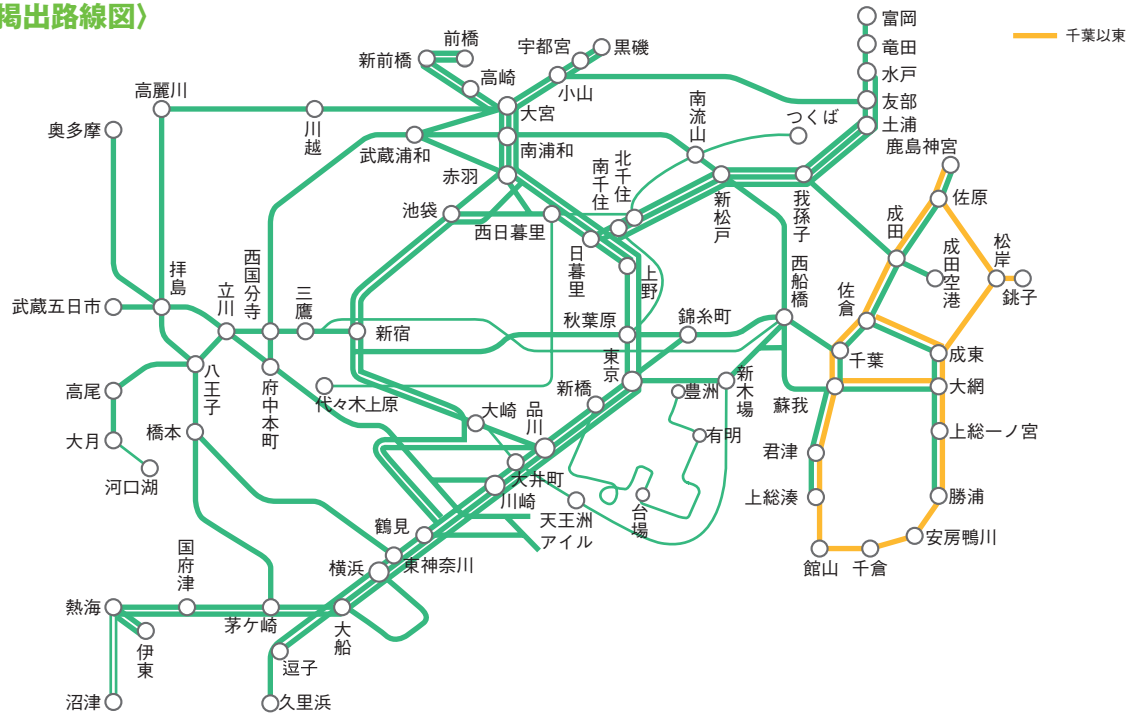 掲出路線図〉
千葉以東
富岡
竜田
水戸
友部
土浦
鹿島神宮
佐原
前橋
新前橋
宇都宮
黒磯
高崎
小山
高麗川
大宮
川越
奥多摩
武蔵浦和
南浦和
赤羽
南流山
つくば
北千住
南千住
池袋
西日暮里
日暮里
新松戸
我孫子
成田
成田空港
松岸
銚子
上野
西船橋
佐倉
拝島
武蔵五日市
立川
西国分寺
三鷹
新宿
秋葉原
錦糸町
千葉
成東
東京
八王子
府中本町
代々木上原
新橋
豊洲
新木場
蘇我
大網
高尾
大崎
品川
有明
上総一ノ宮
大月
橋本
河口湖
大井町
君津
川崎
天王洲
アイル
台場
上総湊
勝浦
鶴見
安房鴨川
館山
千倉
東神奈川
横浜
国府津
熱海
茅ケ崎
大船
伊東
逗子
沼津
久里浜